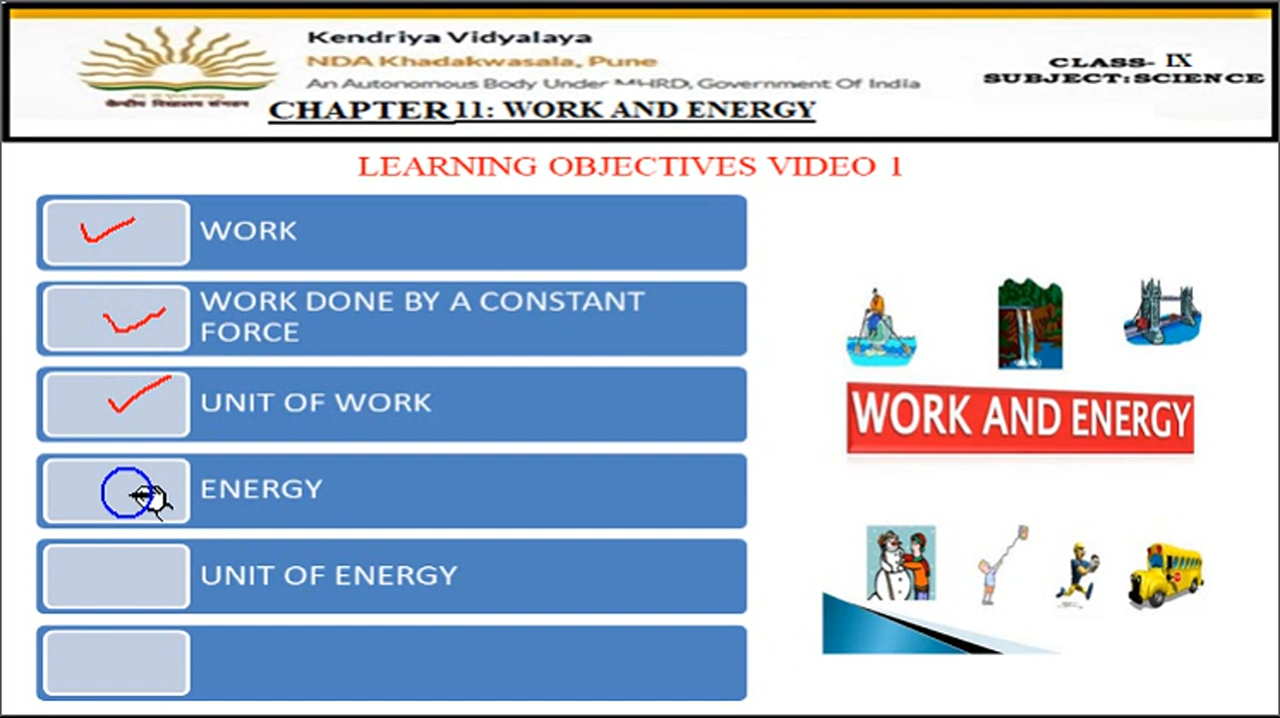 Kendriya Vidyalaya
NDA Khadakwasala, Pune
An Autonomous Body Under MHRD, Government Of India
केन्द्रीय विद्यालय संगठन
CHAPTER 11: WORK AND ENERGY
CLASS- IX
SUBJECT:SCIENCE
LEARNING OBJECTIVES VIDEO 1
WORK
WORK DONE BY A CONSTANT
FORCE
UNIT OF WORK
ENERGY
UNIT OF ENERGY
WORK AND ENERGY